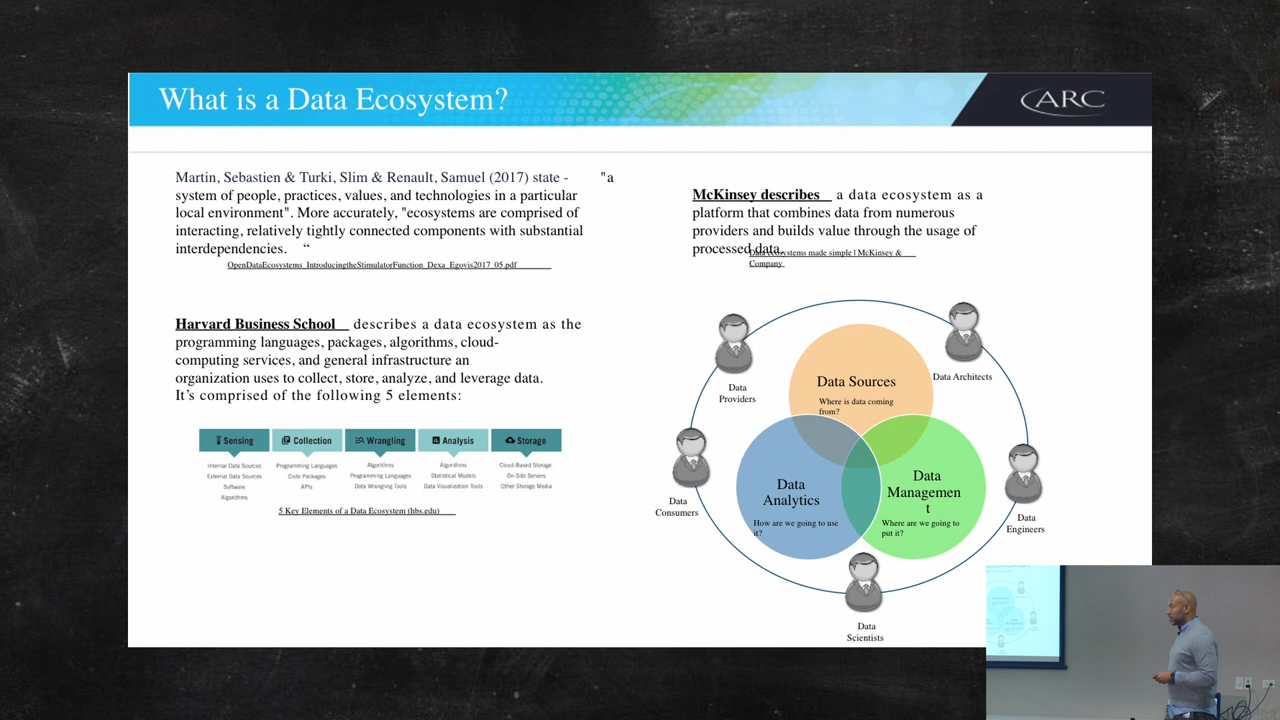 What is a Data Ecosystem?
ARC
Martin, Sebastien & Turki, Slim & Renault, Samuel (2017) state - "a
system of people, practices, values, and technologies in a particular
local environment". More accurately, "ecosystems are comprised of
interacting, relatively tightly connected components with substantial
interdependencies. “
OpenDataEcosystems_IntroducingtheStimulatorFunction_Dexa_Egovis2017_05.pdf
Harvard Business School describes a data ecosystem as the
programming languages, packages, algorithms, cloud-
computing services, and general infrastructure an
organization uses to collect, store, analyze, and leverage data.
It’s comprised of the following 5 elements:
Sensing
Internal Data Sources
External Data Sources
Software
Algorithms
Collection
Programming Languages
Code Packages
APIs
Wrangling
Algorithms
Programming Languages
Data Wrangling Tools
Analysis
Algorithms
Statistical Models
Data Visualization Tools
Storage
Cloud-Based Storage
On-Site Servers
Other Storage Media
5 Key Elements of a Data Ecosystem (hbs.edu)
McKinsey describes a data ecosystem as a
platform that combines data from numerous
providers and builds value through the usage of
processed data.
Data ecosystems made simple | McKinsey &
Company
Data
Providers
Data Architects
Data Sources
Where is data coming
from?
Data
Consumers
Data
Analytics
How are we going to use
it?
Data
Managemen
t
Where are we going to
put it?
Data
Engineers
Data
Scientists